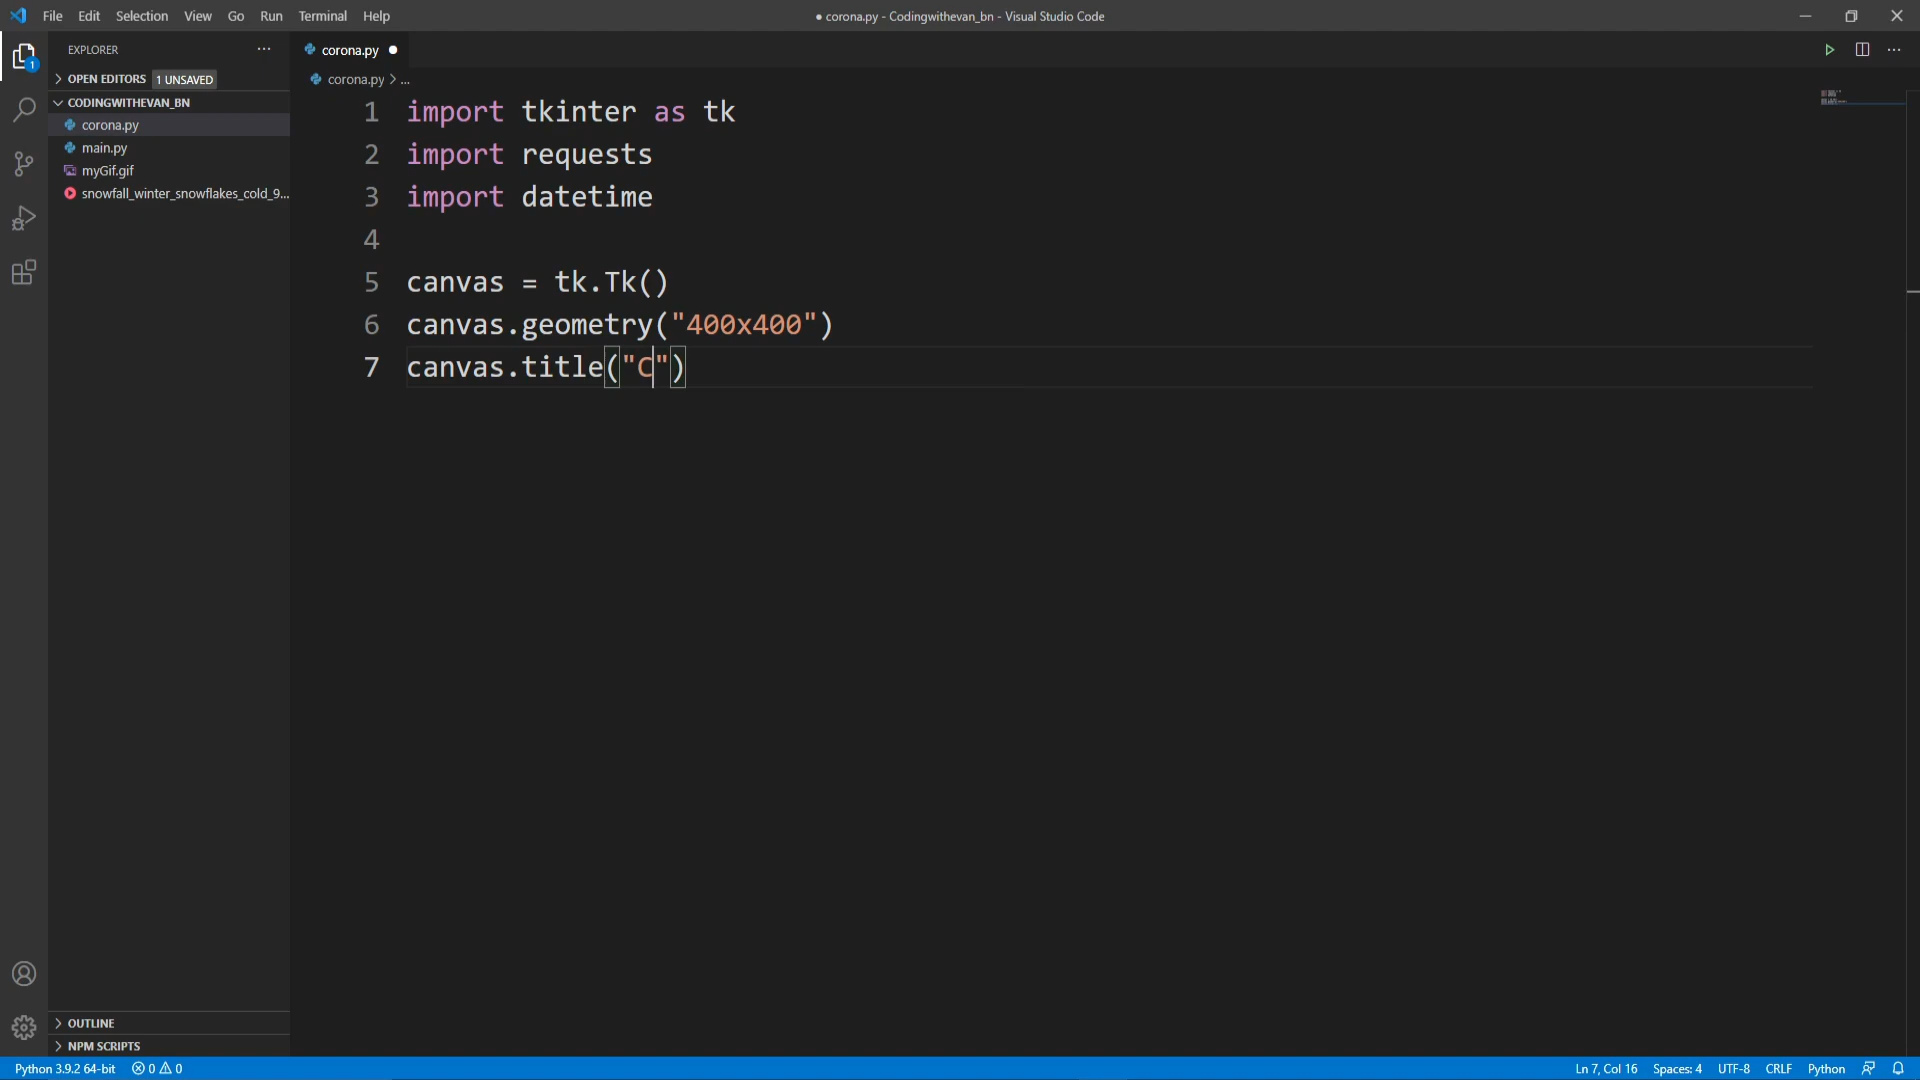 File Edit Selection View Go Run Terminal Help
● corona.py - Codingwithevan_bn - Visual Studio Code
EXPLORER ...
1
OPEN EDITORS 1 UNSAVED
CODINGWITHEVAN_BN
corona.py
main.py
myGif.gif
snowfall_winter_snowflakes_cold_9...
OUTLINE
NPM SCRIPTS
corona.py ●
corona.py > ...
1 import tkinter as tk
2 import requests
3 import datetime
4
5 canvas = tk.Tk()
6 canvas.geometry("400x400")
7 canvas.title("C")
Python 3.9.2 64-bit 0 0
Ln 7, Col 16 Spaces: 4 UTF-8 CRLF Python